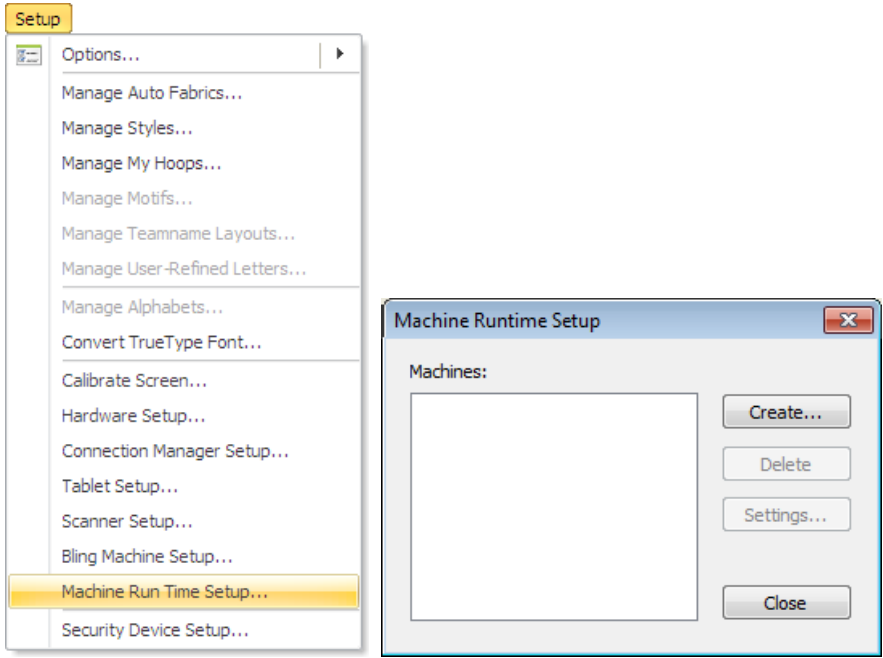 Setup
Options...
Manage Auto Fabrics...
Manage Styles...
Manage My Hoops...
Manage Motifs...
Manage Teamname Layouts...
Manage User-Refined Letters...
Manage Alphabets...
Convert TrueType Font...
Calibrate Screen...
Hardware Setup...
Connection Manager Setup...
Tablet Setup...
Scanner Setup...
Bling Machine Setup...
Machine Run Time Setup...
Security Device Setup...
Machine Runtime Setup
Machines:
Create...
Delete
Settings...
Close